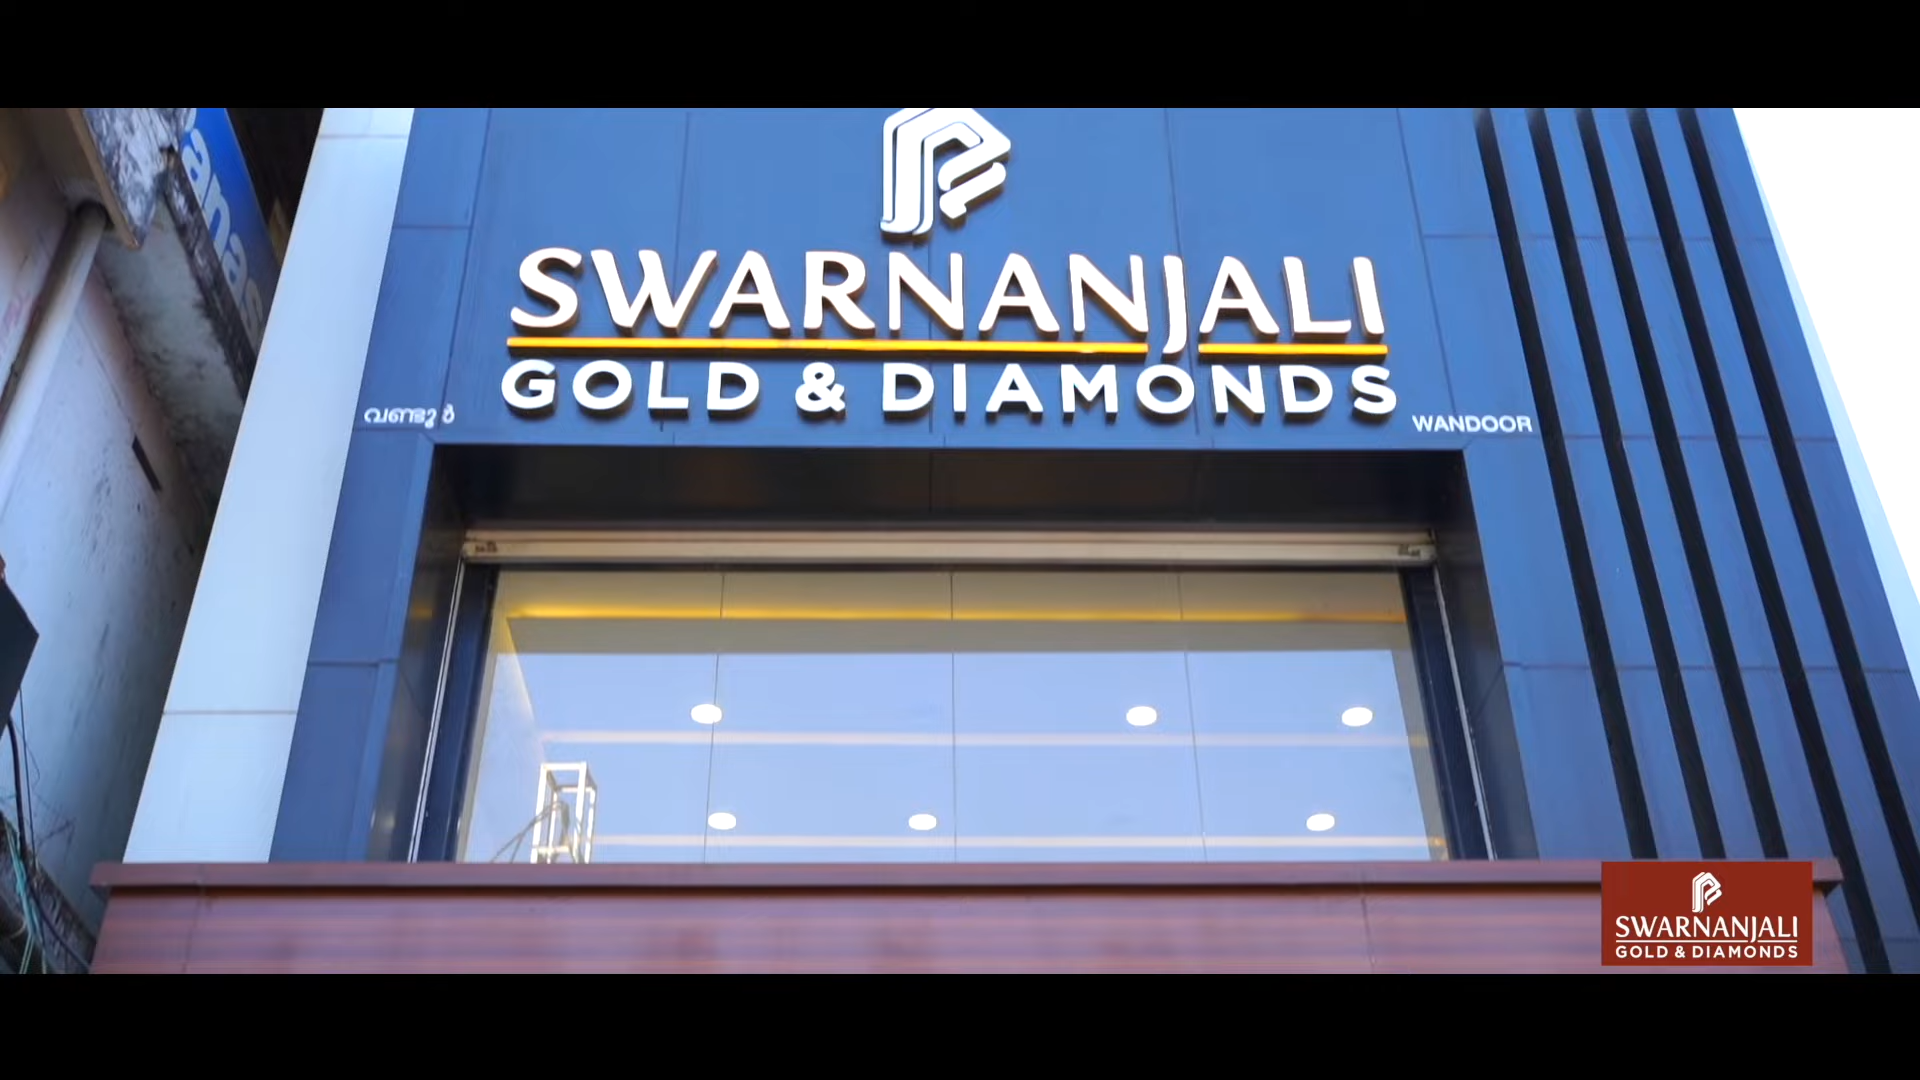 SWARNANJALI
GOLD & DIAMONDS
വണ്ടൂർ
WANDOOR
SWARNANJALI
GOLD & DIAMONDS